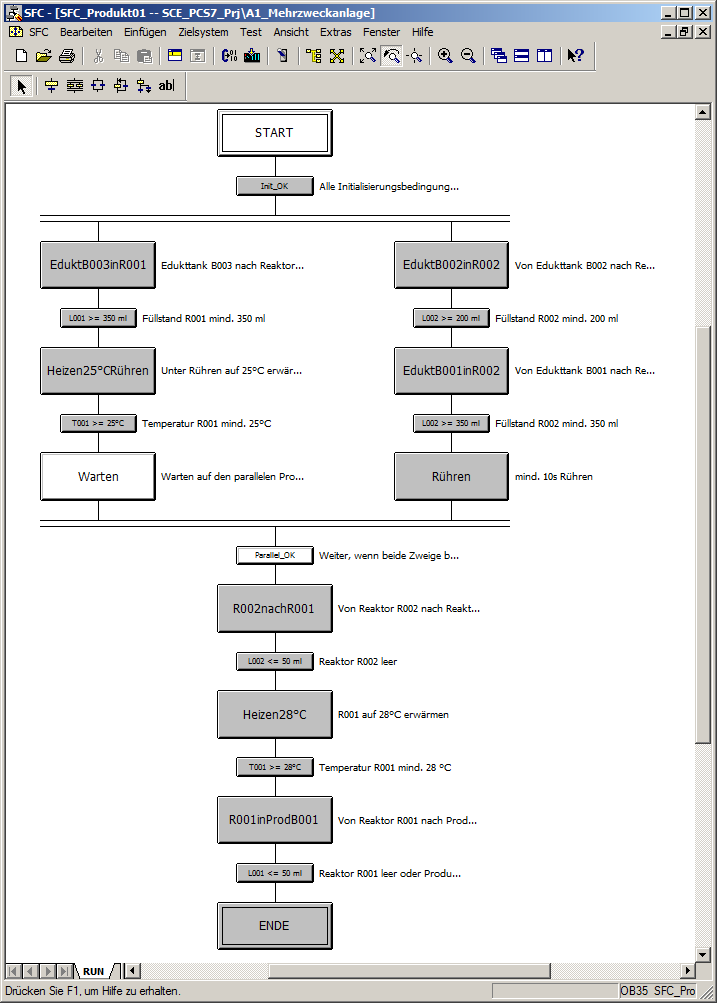 SFC - [SFC_Produkt01 -- SCE_PCS7_Prj\A1_Mehrzweckanlage]
SFC Bearbeiten Einfügen Zielsystem Test Ansicht Extras Fenster Hilfe
abl
START
Init_OK Alle Initialisierungsbedingung...
EduktB003inR001 Edukttank B003 nach Reaktor... EduktB002inR002 Von Edukttank B002 nach Re...
L001 >= 350 ml Füllstand R001 mind. 350 ml L002 >= 200 ml Füllstand R002 mind. 200 ml
Heizen25°CRühren Unter Rühren auf 25°C erwär... EduktB001inR002 Von Edukttank B001 nach Re...
T001 >= 25°C Temperatur R001 mind. 25°C L002 >= 350 ml Füllstand R002 mind. 350 ml
Warten Warten auf den parallelen Pro... Rühren mind. 10s Rühren
Parallel_OK Weiter, wenn beide Zweige b...
R002nachR001 Von Reaktor R002 nach Reakt...
L002 <= 50 ml Reaktor R002 leer
Heizen28°C R001 auf 28°C erwärmen
T001 >= 28°C Temperatur R001 mind. 28 °C
R001inProdB001 Von Reaktor R001 nach Prod...
L001 <= 50 ml Reaktor R001 leer oder Produ...
ENDE
RUN
Drücken Sie F1, um Hilfe zu erhalten. OB35 SFC_Pro